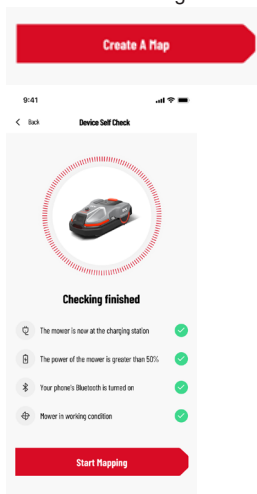 Create A Map
9:41
Back
Device Self Check
Checking finished
The mower is now at the charging station
The power of the mower is greater than 50%
Your phone's Bluetooth is turned on
Mower in working condition
Start Mapping